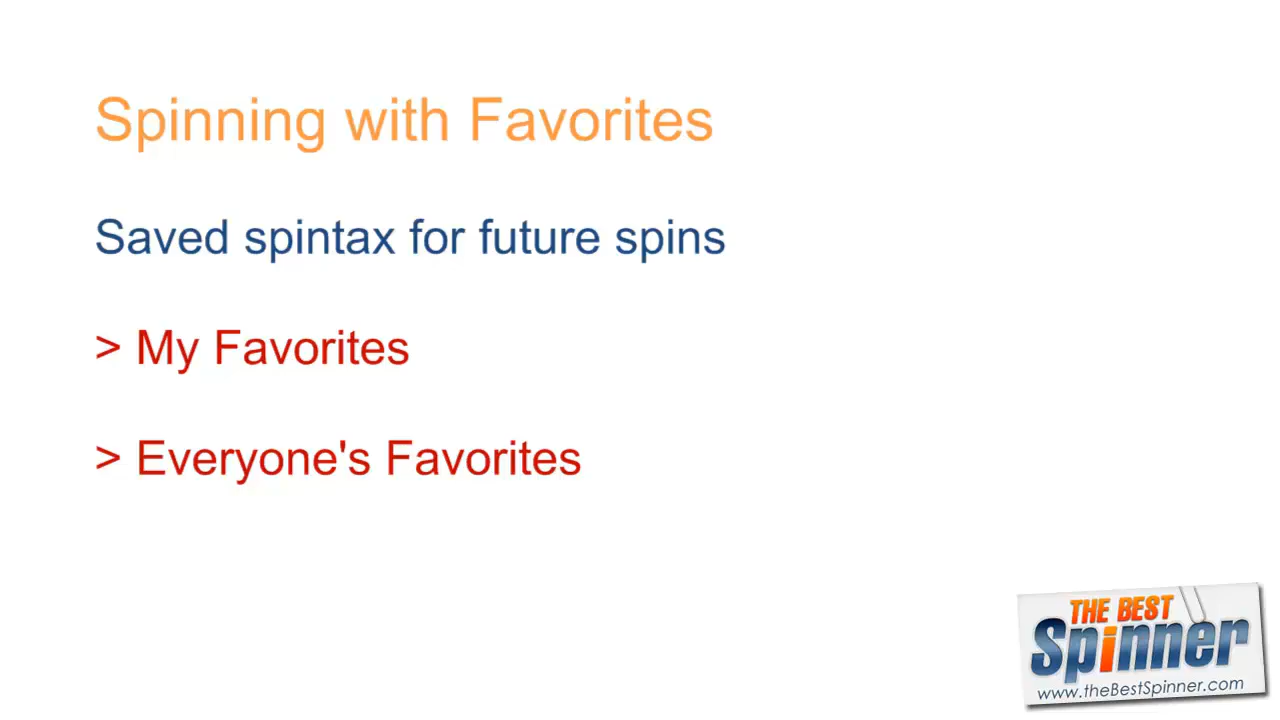 Spinning with Favorites
Saved spintax for future spins
> My Favorites
> Everyone's Favorites
THE BEST
Spinner
www.theBestSpinner.com